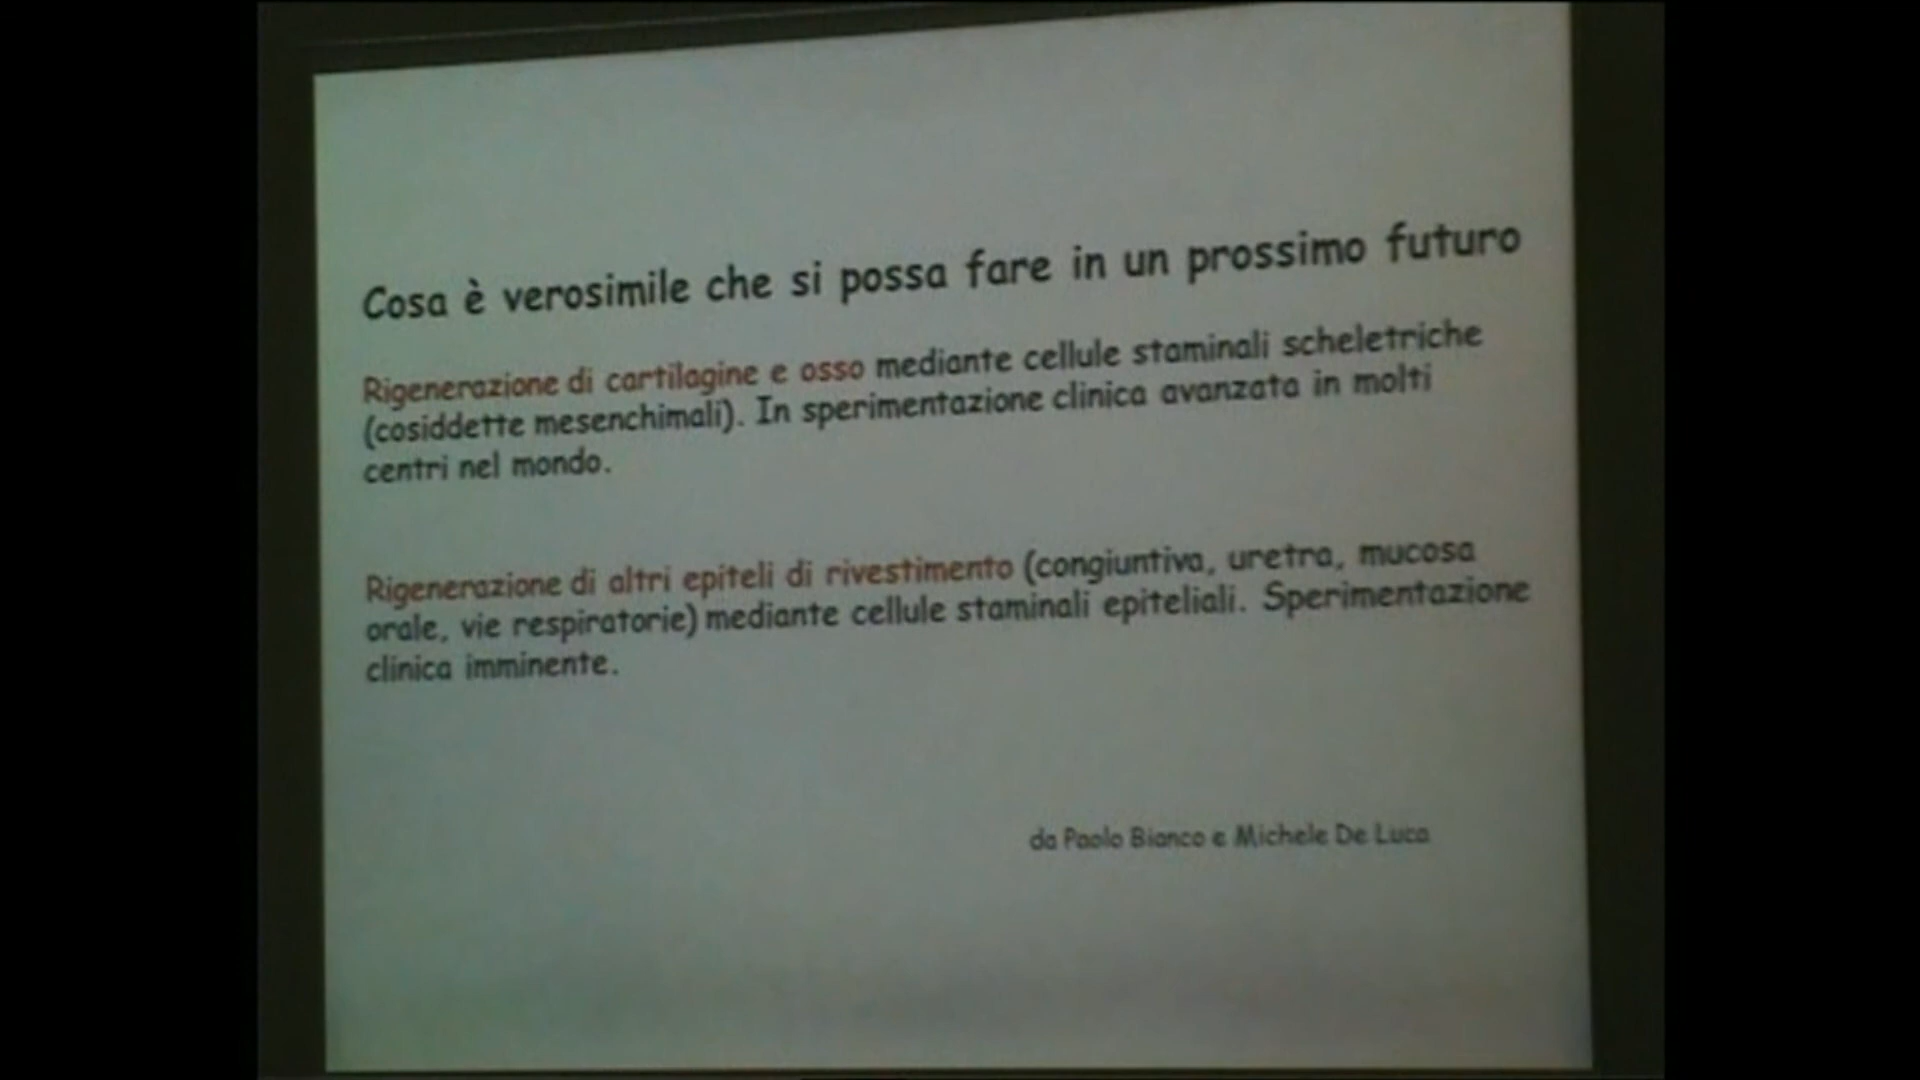 Cosa è verosimile che si possa fare in un prossimo futuro
Rigenerazione di cartilagine e osso mediante cellule staminali scheletriche
(cosiddette mesenchimali). In sperimentazione clinica avanzata in molti
centri nel mondo.
Rigenerazione di altri epiteli di rivestimento (congiuntiva, uretra, mucosa
orale, vie respiratorie) mediante cellule staminali epiteliali. Sperimentazione
clinica imminente.
da Paolo Bianco e Michele De Luca